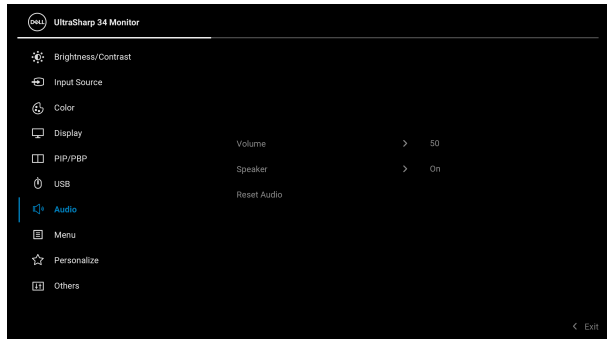 DELL UltraSharp 34 Monitor
Brightness/Contrast
Input Source
Color
Display
PIP/PBP
USB
Audio
Menu
Personalize
Others
Volume > 50
Speaker > On
Reset Audio
< Exit